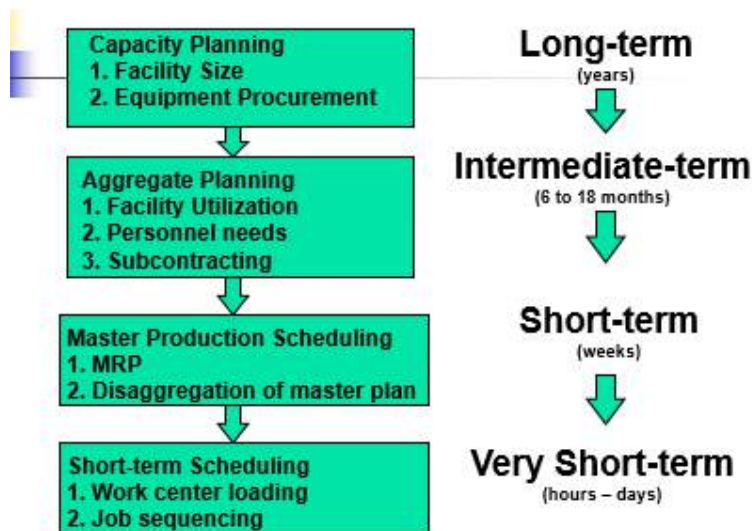 Capacity Planning
1. Facility Size
2. Equipment Procurement
Long-term
(years)
Aggregate Planning
1. Facility Utilization
2. Personnel needs
3. Subcontracting
Intermediate-term
(6 to 18 months)
Master Production Scheduling
1. MRP
2. Disaggregation of master plan
Short-term
(weeks)
Short-term Scheduling
1. Work center loading
2. Job sequencing
Very Short-term
(hours – days)